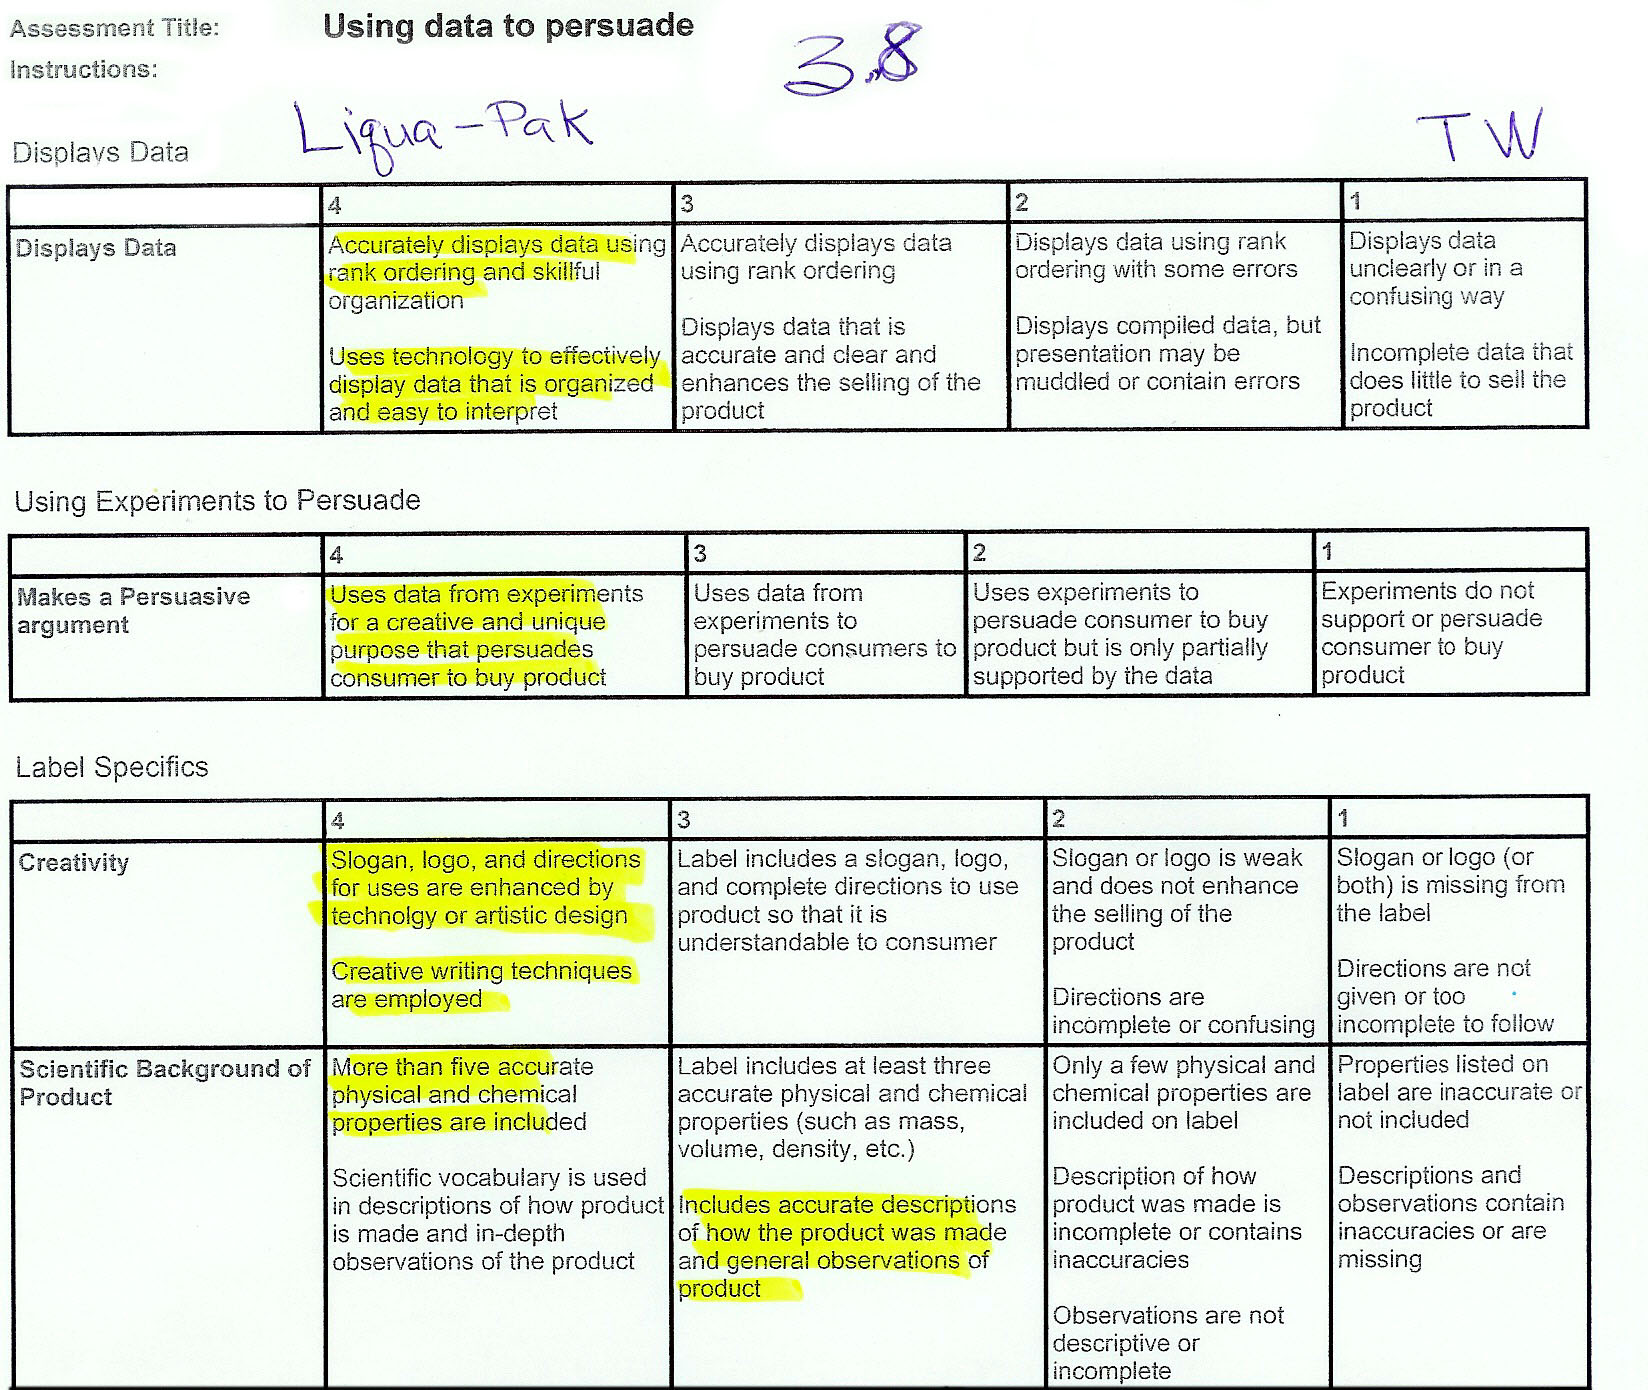 Assessment Title: Using data to persuade
Instructions:
3.8
Liqua-Pak
TW
Displays Data
4 3 2 1
Displays Data
Accurately displays data using
rank ordering and skillful
organization
Uses technology to effectively
display data that is organized
and easy to interpret
Accurately displays data
using rank ordering
Displays data that is
accurate and clear and
enhances the selling of the
product
Displays data using rank
ordering with some errors
Displays compiled data, but
presentation may be
muddled or contain errors
Displays data
unclearly or in a
confusing way
Incomplete data that
does little to sell the
product
Using Experiments to Persuade
4 3 2 1
Makes a Persuasive
argument
Uses data from experiments
for a creative and unique
purpose that persuades
consumer to buy product
Uses data from
experiments to
persuade consumers to
buy product
Uses experiments to
persuade consumer to buy
product but is only partially
supported by the data
Experiments do not
support or persuade
consumer to buy
product
Label Specifics
4 3 2 1
Creativity
Slogan, logo, and directions
for uses are enhanced by
technolgy or artistic design
Creative writing techniques
are employed
Label includes a slogan, logo,
and complete directions to use
product so that it is
understandable to consumer
Slogan or logo is weak
and does not enhance
the selling of the
product
Directions are
incomplete or confusing
Slogan or logo (or
both) is missing from
the label
Directions are not
given or too
incomplete to follow
Scientific Background of
Product
More than five accurate
physical and chemical
properties are included
Scientific vocabulary is used
in descriptions of how product
is made and in-depth
observations of the product
Label includes at least three
accurate physical and chemical
properties (such as mass,
volume, density, etc.)
Includes accurate descriptions
of how the product was made
and general observations of
product
Only a few physical and
chemical properties are
included on label
Description of how
product was made is
incomplete or contains
inaccuracies
Observations are not
descriptive or
incomplete
Properties listed on
label are inaccurate or
not included
Descriptions and
observations contain
inaccuracies or are
missing